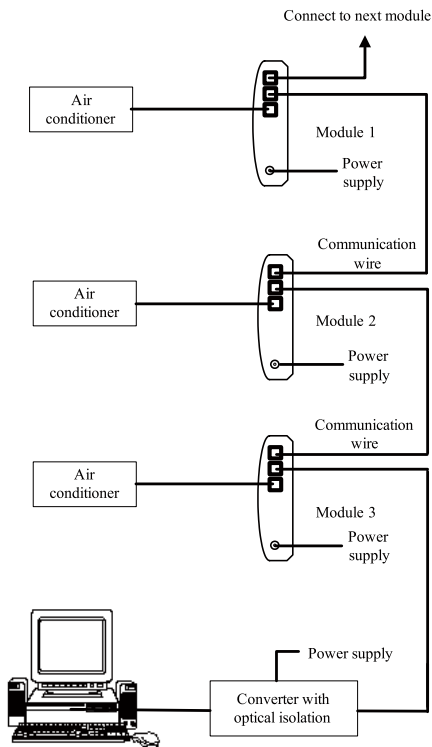 Connect to next module
Air
conditioner
Module 1
Power
supply
Communication
wire
Air
conditioner
Module 2
Power
supply
Communication
wire
Air
conditioner
Module 3
Power
supply
Power supply
Converter with
optical isolation